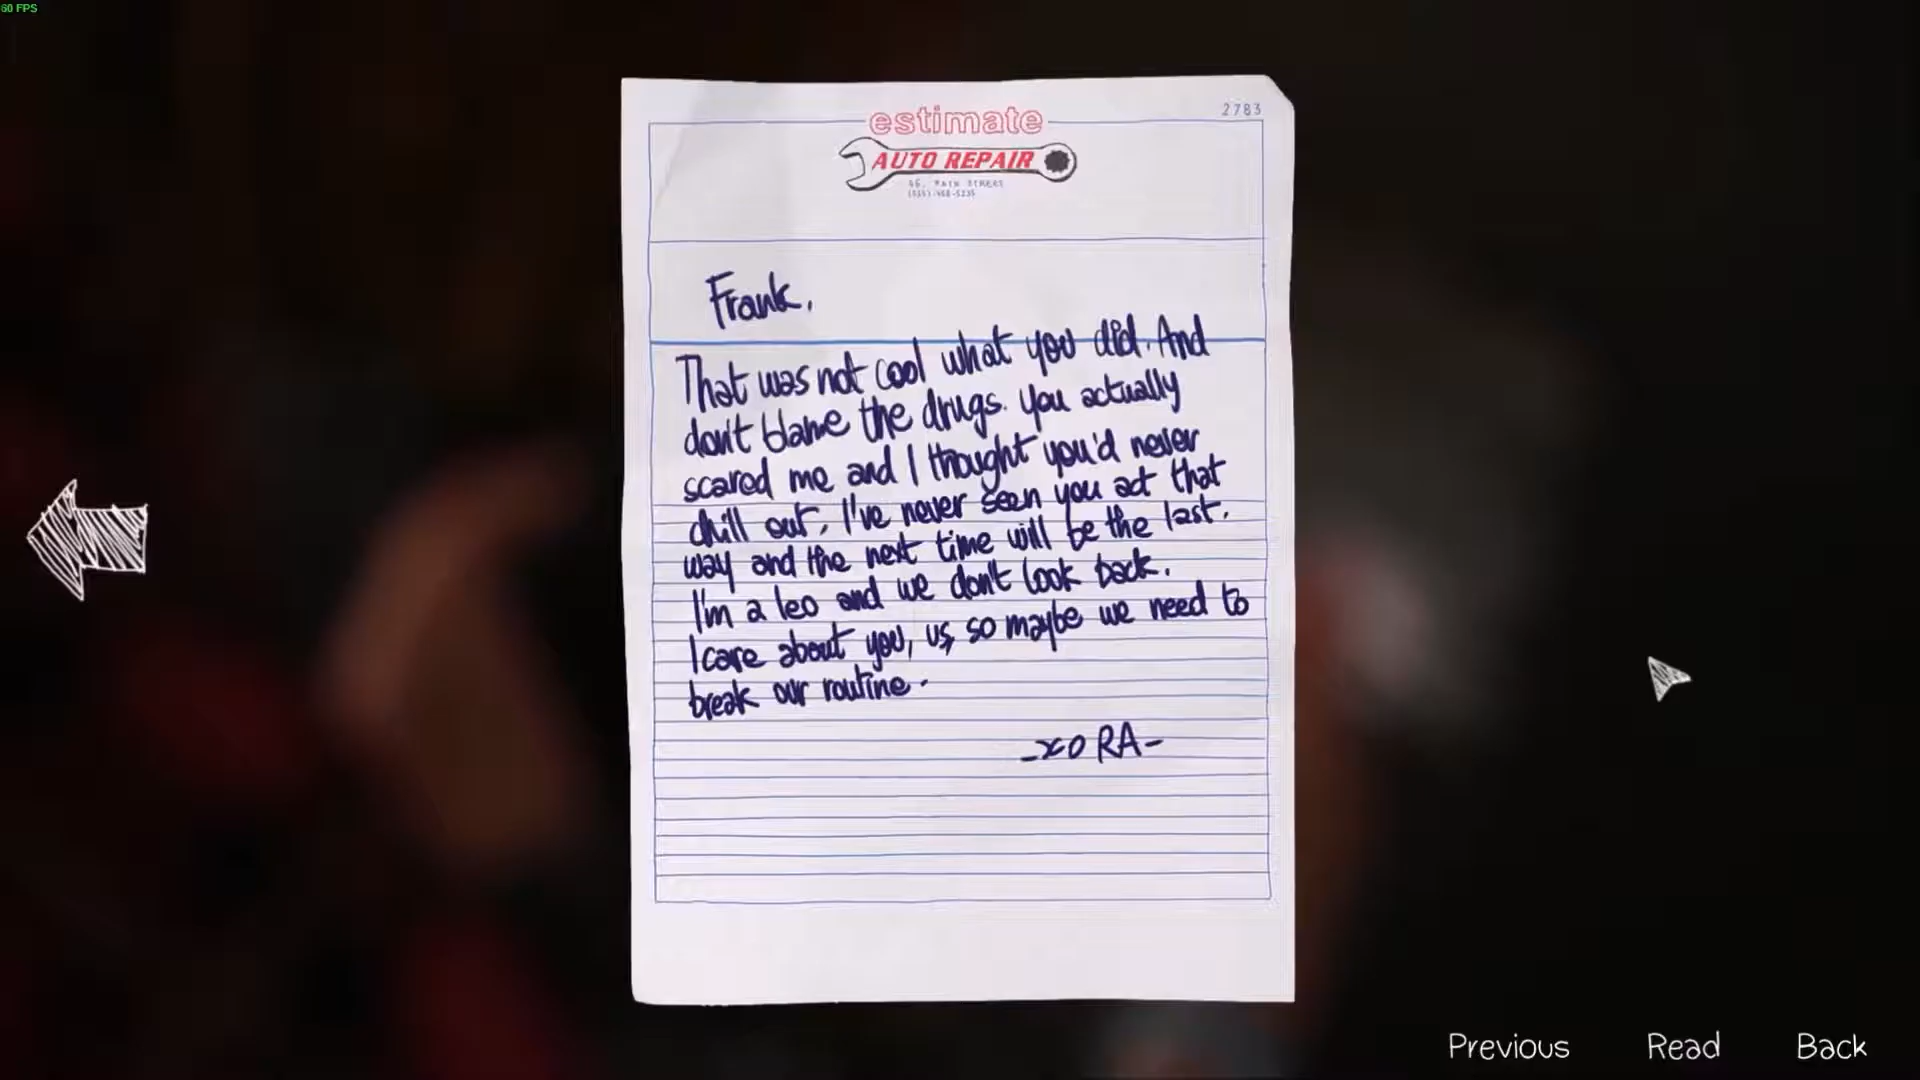 60 FPS
2783
estimate
AUTO REPAIR
Frank,
That was not cool what you did. And
don't blame the drugs. You actually
scared me and I thought you'd never
chill out. I've never seen you act that
way and the next time will be the last.
I'm a leo and we don't look back.
I care about you, us, so maybe we need to
break our routine.
-xo RA-
Previous
Read
Back